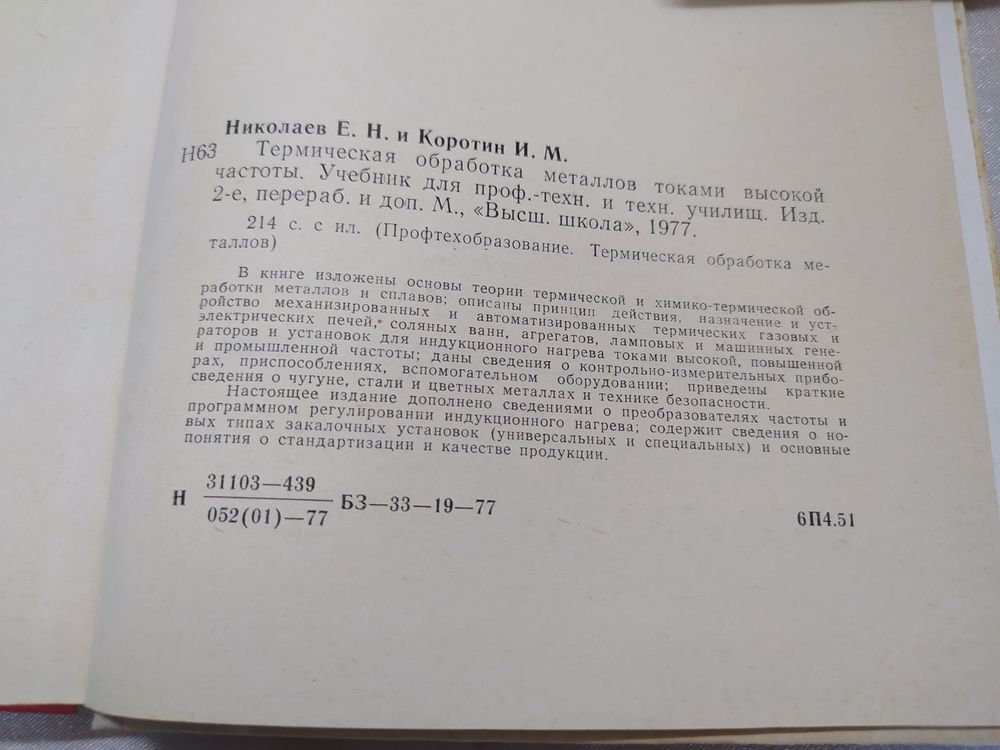 Николаев Е. Н. и Коротин И. М.
Н63 Термическая обработка металлов токами высокой
частоты. Учебник для проф.-техн. и техн. училищ. Изд.
2-е, перераб. и доп. М., «Высш. школа», 1977.
214 с. с ил. (Профтехобразование. Термическая обработка ме-
таллов)
В книге изложены основы теории термической и химико-термической об-
работки металлов и сплавов; описаны принцип действия, назначение и уст-
ройство механизированных и автоматизированных термических газовых и
электрических печей, соляных ванн, агрегатов, ламповых и машинных гене-
раторов и установок для индукционного нагрева токами высокой, повышенной
и промышленной частоты; даны сведения о контрольно-измерительных прибо-
рах, приспособлениях, вспомогательном оборудовании; приведены краткие
сведения о чугуне, стали и цветных металлах и технике безопасности.
Настоящее издание дополнено сведениями о преобразователях частоты и
программном регулировании индукционного нагрева; содержит сведения о но-
вых типах закалочных установок (универсальных и специальных) и основные
понятия о стандартизации и качестве продукции.
Н 31103—439
052(01)—77 БЗ—33—19—77 6П4.51